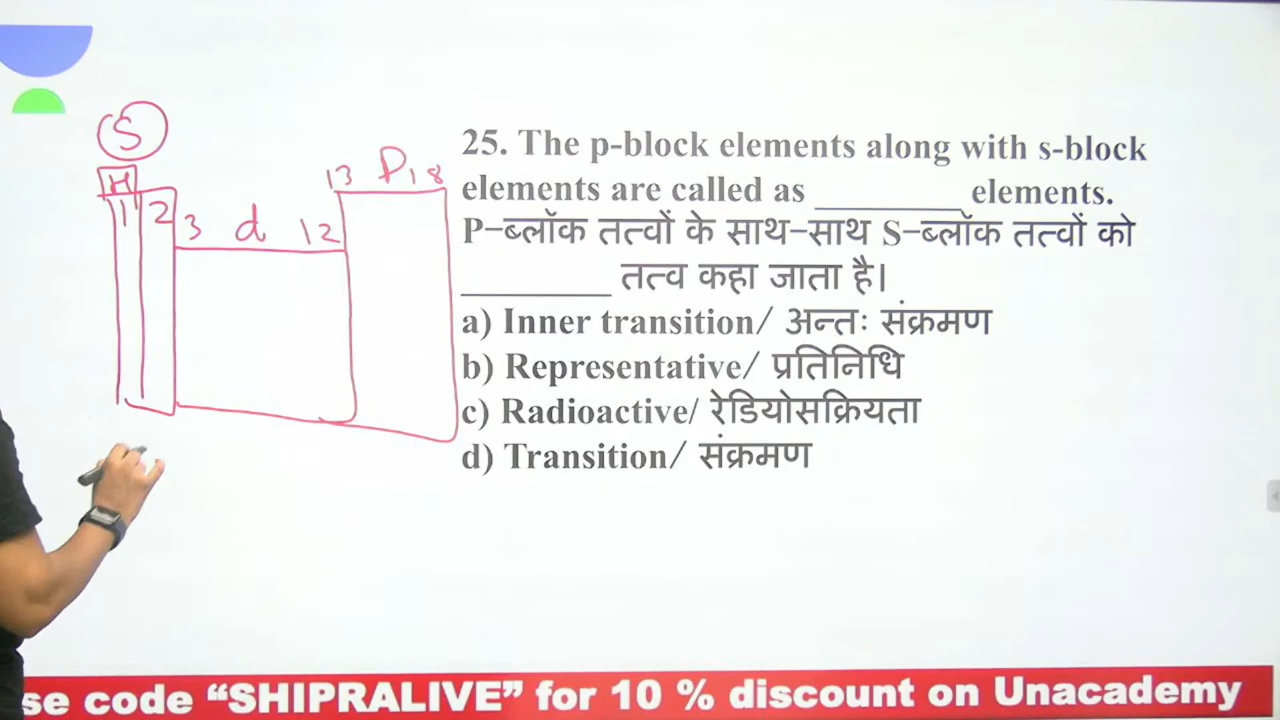 S
H
1 2
3 d 12
13 P 18
25. The p-block elements along with s-block
elements are called as ________ elements.
P-ब्लॉक तत्वों के साथ-साथ S-ब्लॉक तत्वों को
________ तत्व कहा जाता है।
a) Inner transition/ अन्तः संक्रमण
b) Representative/ प्रतिनिधि
c) Radioactive/ रेडियोसक्रियता
d) Transition/ संक्रमण
se code “SHIPRALIVE” for 10 % discount on Unacademy